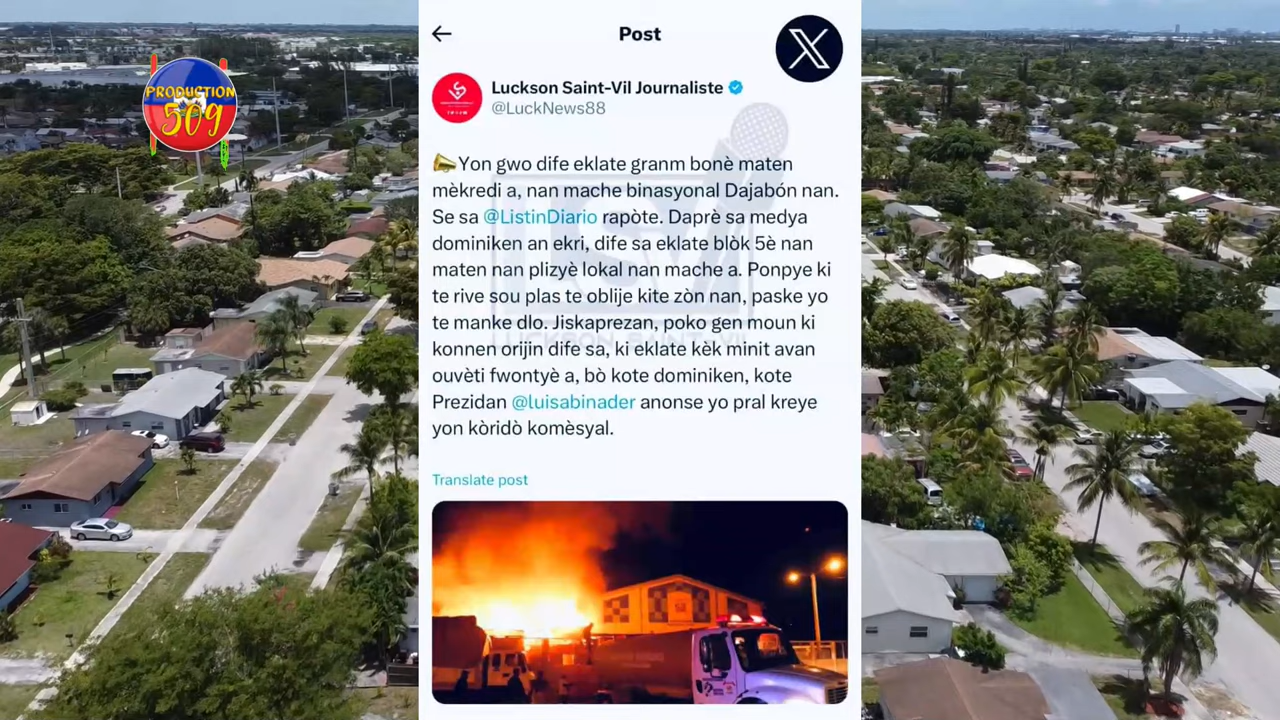 PRODUCTION
509
Post
Luckson Saint-Vil Journaliste
@LuckNews88
Yon gwo dife eklate granm bonè maten
mèkredi a, nan mache binasyonal Dajabón nan.
Se sa @ListinDiario rapòte. Daprè sa medya
dominiken an ekri, dife sa eklate blòk 5è nan
maten nan plizyè lokal nan mache a. Ponpye ki
te rive sou plas te oblije kite zòn nan, paske yo
te manke dlo. Jiskaprezan, poko gen moun ki
konnen orijin dife sa, ki eklate kèk minit avan
ouvèti fwontyè a, bò kote dominiken, kote
Prezidan @luisabinader anonse yo pral kreye
yon kòridò komèsyal.
LUCKSON SAINT-VIL
Translate post